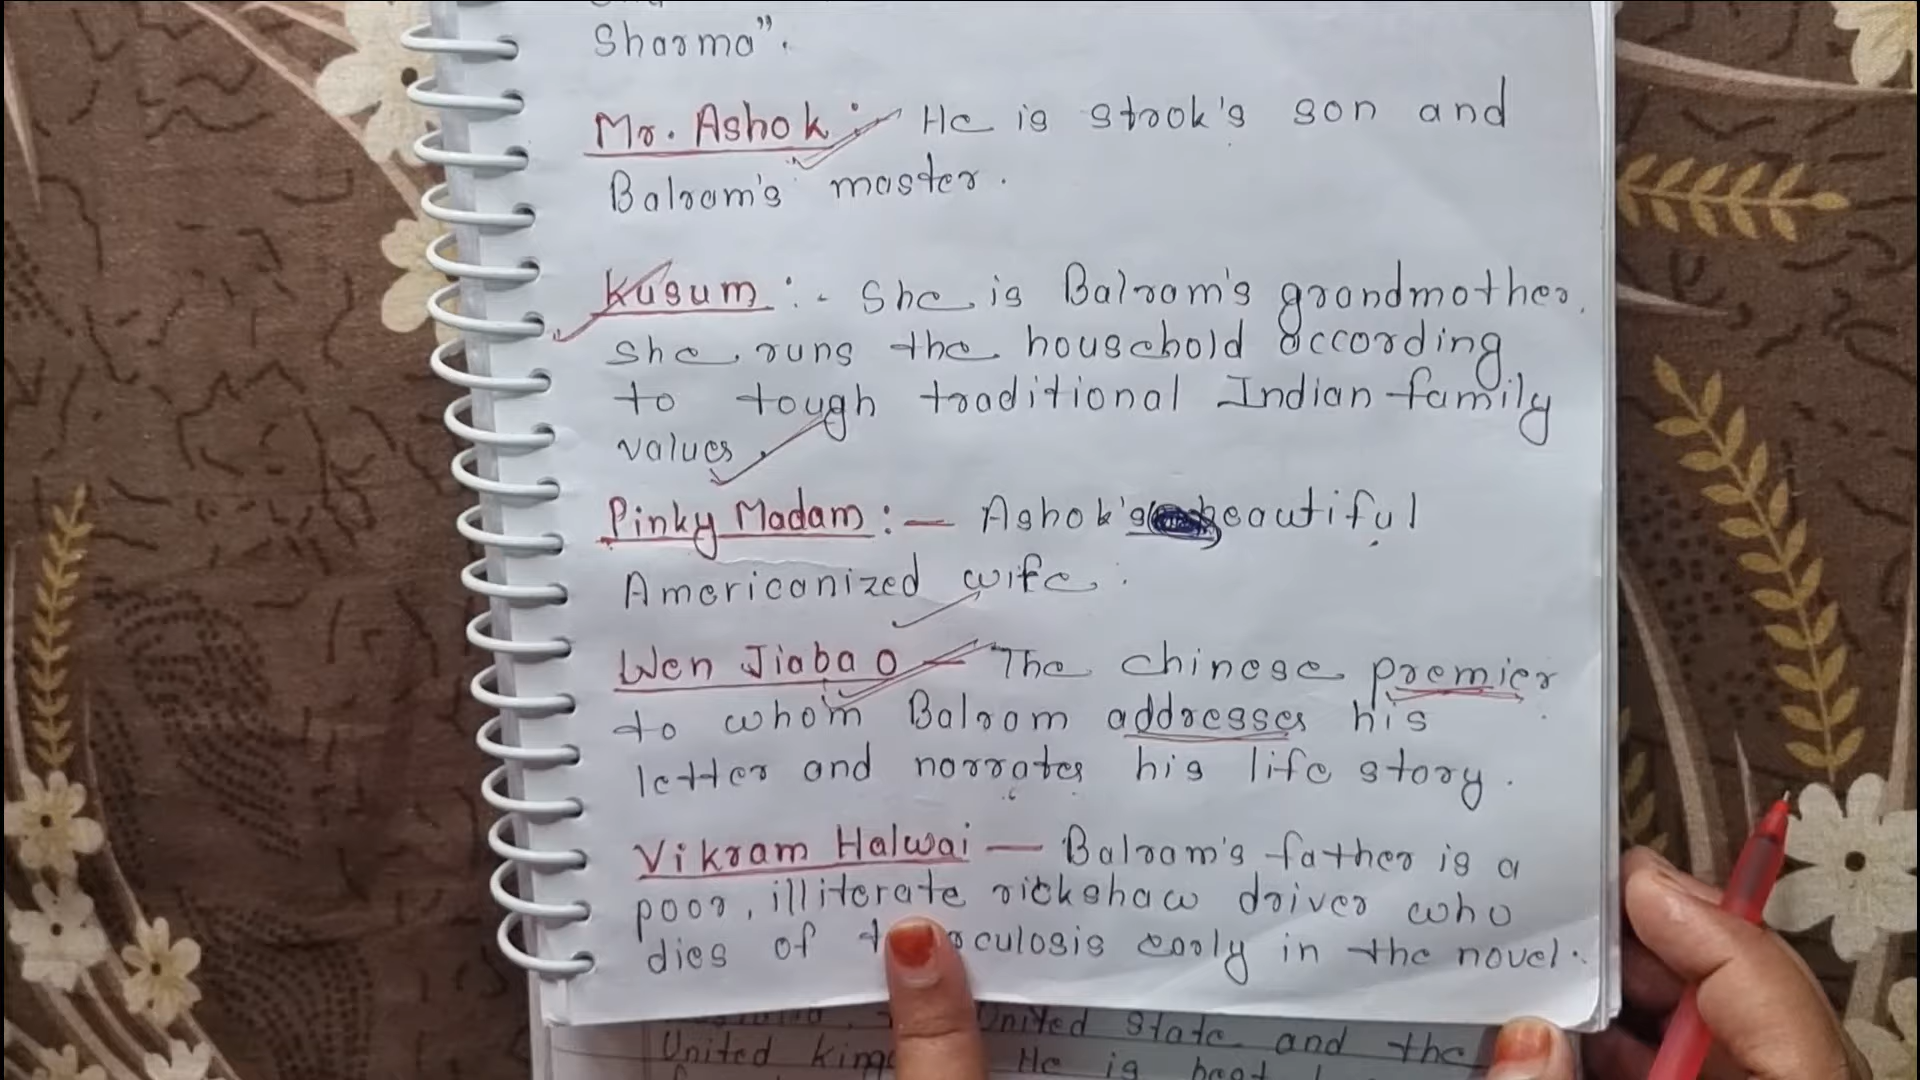 Sharma".
Mr. Ashok : He is strok's son and
Balram's master.
Kusum :- She is Balram's grandmother.
she runs the household according
to tough traditional Indian family
values.
Pinky Madam :— Ashok's beautiful
Americanized wife.
Wen Jiabao — The chinese premier
to whom Balram addresses his
letter and narrates his life story.
Vikram Halwai — Balram's father is a
poor, illiterate rickshaw driver who
dies of culosis early in the novel.
United state and the
United He is best